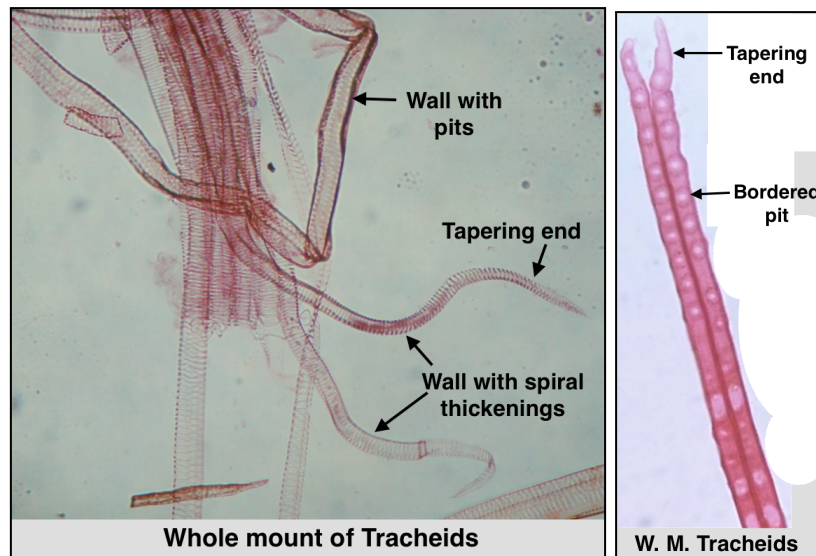 Wall with
pits
Tapering end
Wall with spiral
thickenings
Whole mount of Tracheids
Tapering
end
Bordered
pit
W. M. Tracheids